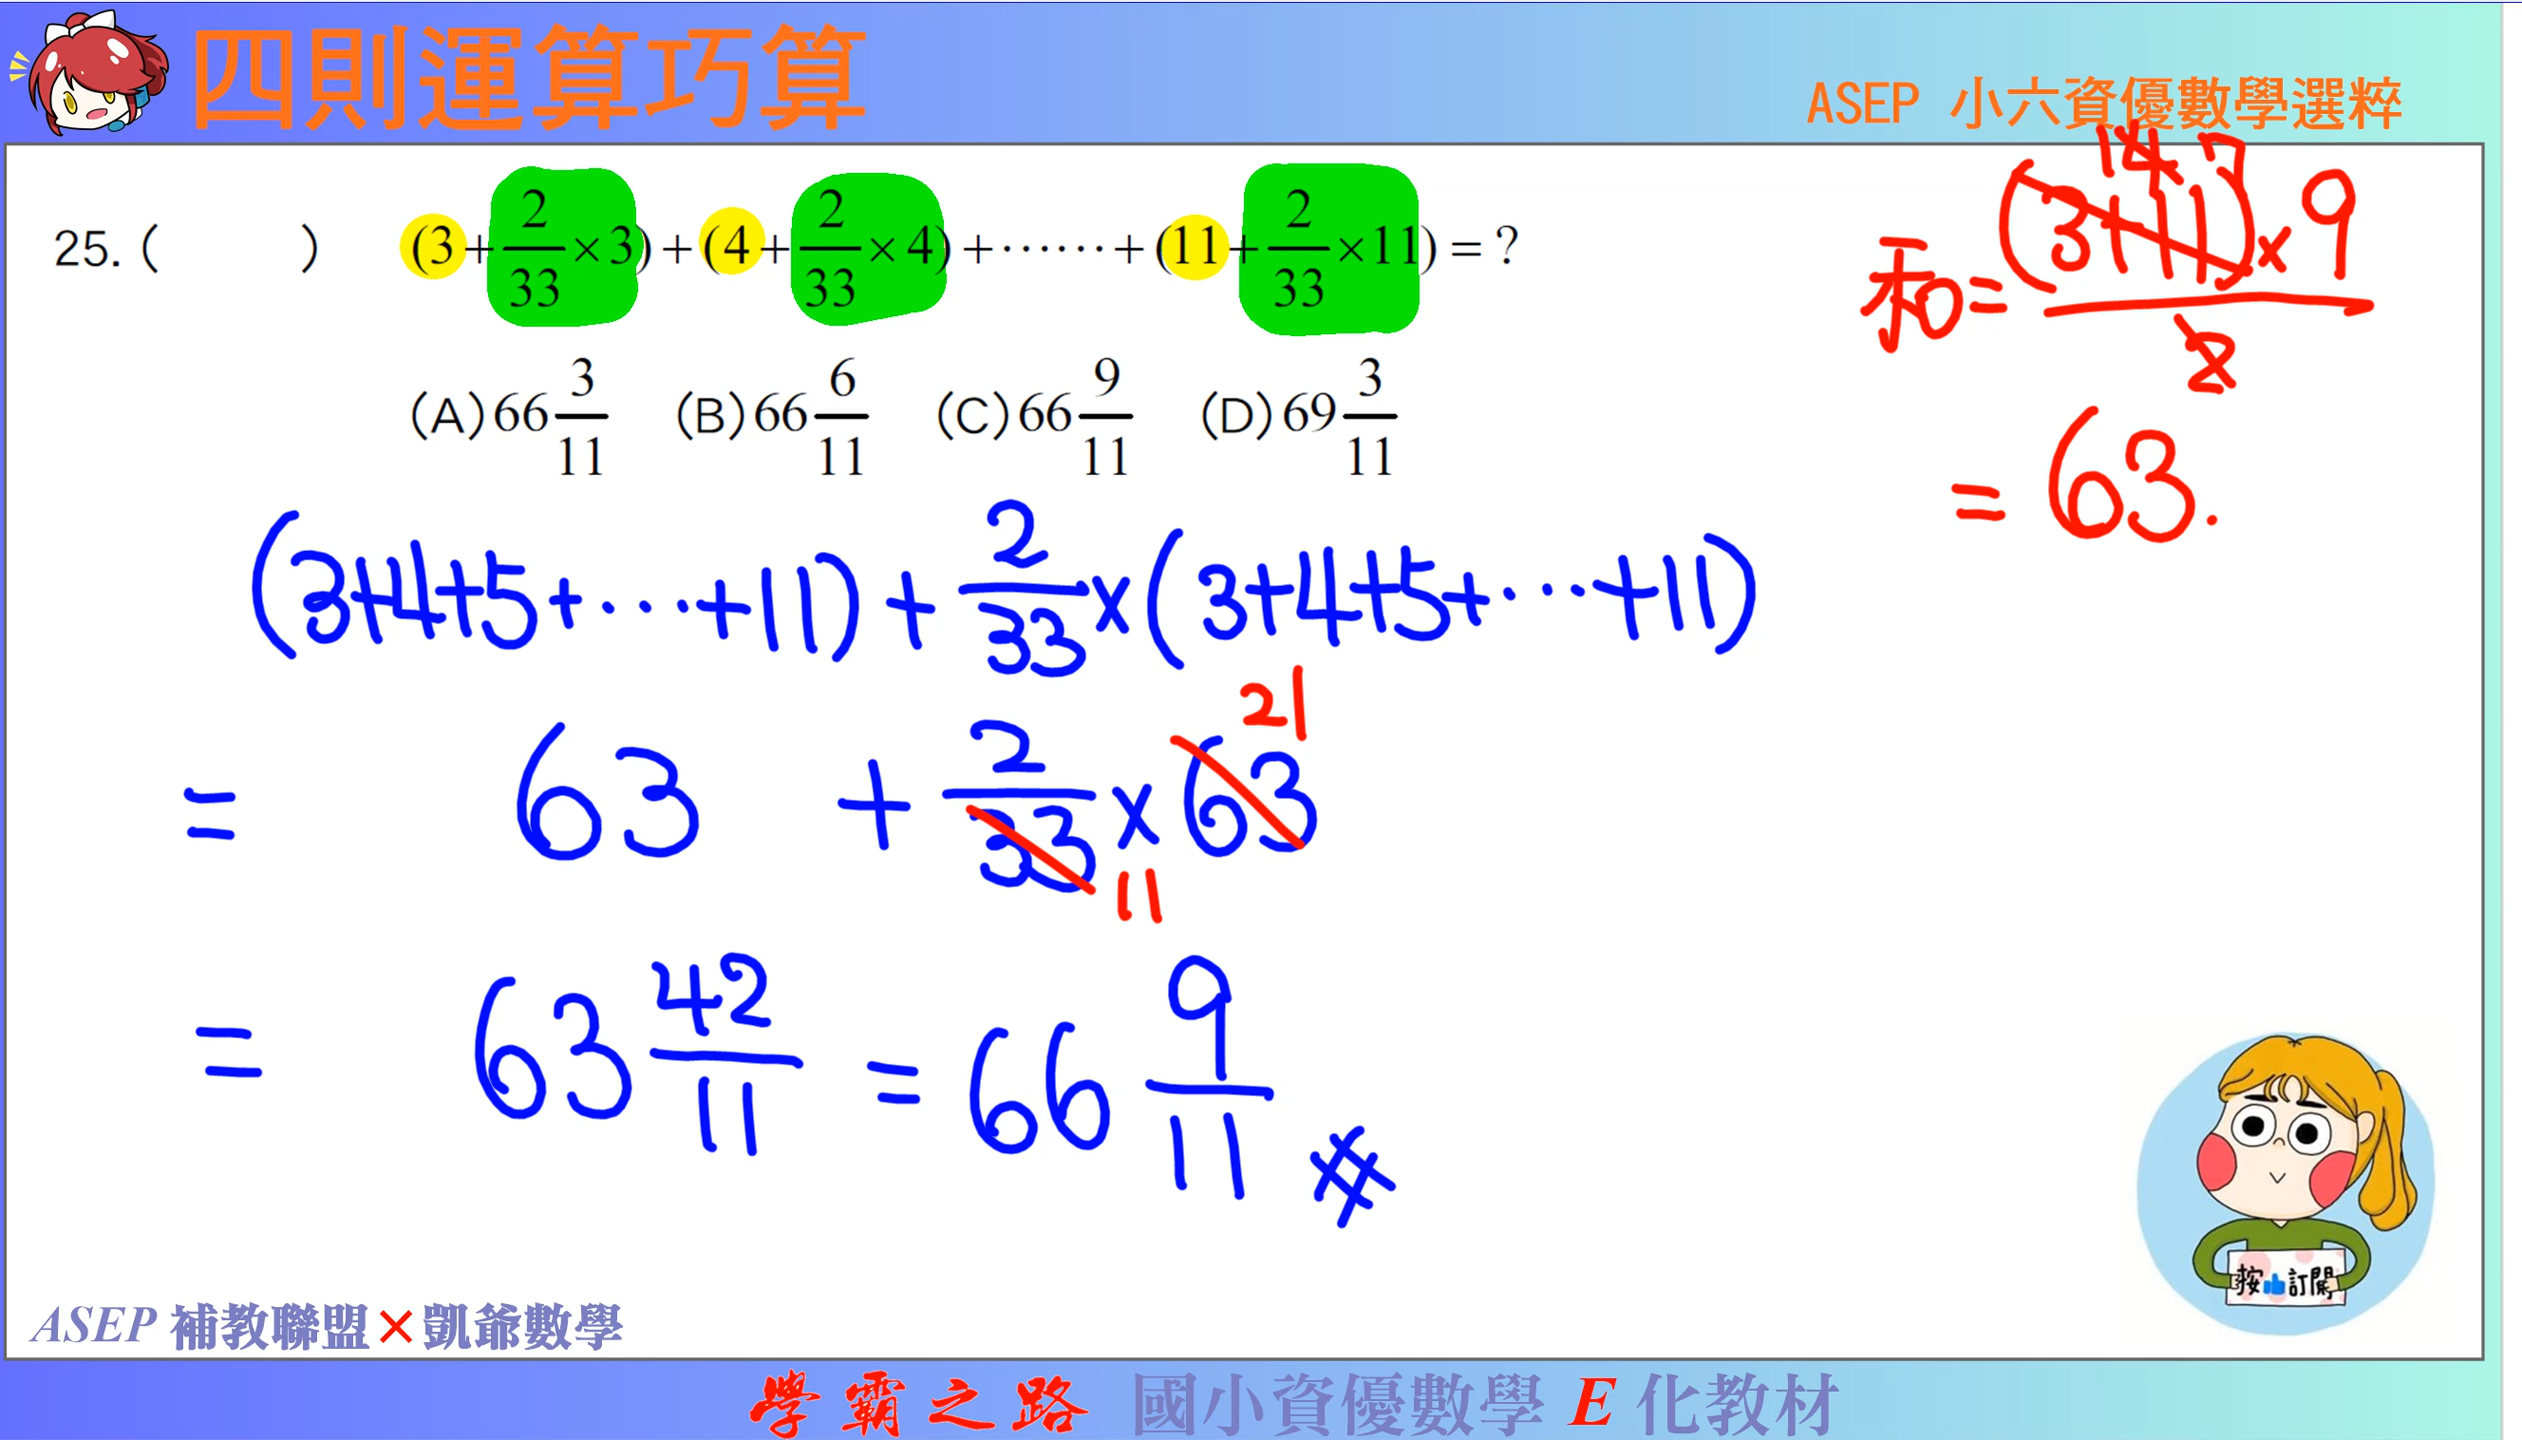 四則運算巧算
ASEP 小六資優數學選粹
25. (　　) (3+2/33×3)+(4+2/33×4)+⋯⋯+(11+2/33×11)=?
(A)66 3/11 (B)66 6/11 (C)66 9/11 (D)69 3/11
14 7
和=(3+11)×9/2
=63.
(3+4+5+⋯+11)+2/33×(3+4+5+⋯+11)
21
= 63 + 2/33×63
11
= 63 42/11 = 66 9/11 #
按 訂閱
ASEP 補教聯盟×凱爺數學
學霸之路 國小資優數學 E 化教材